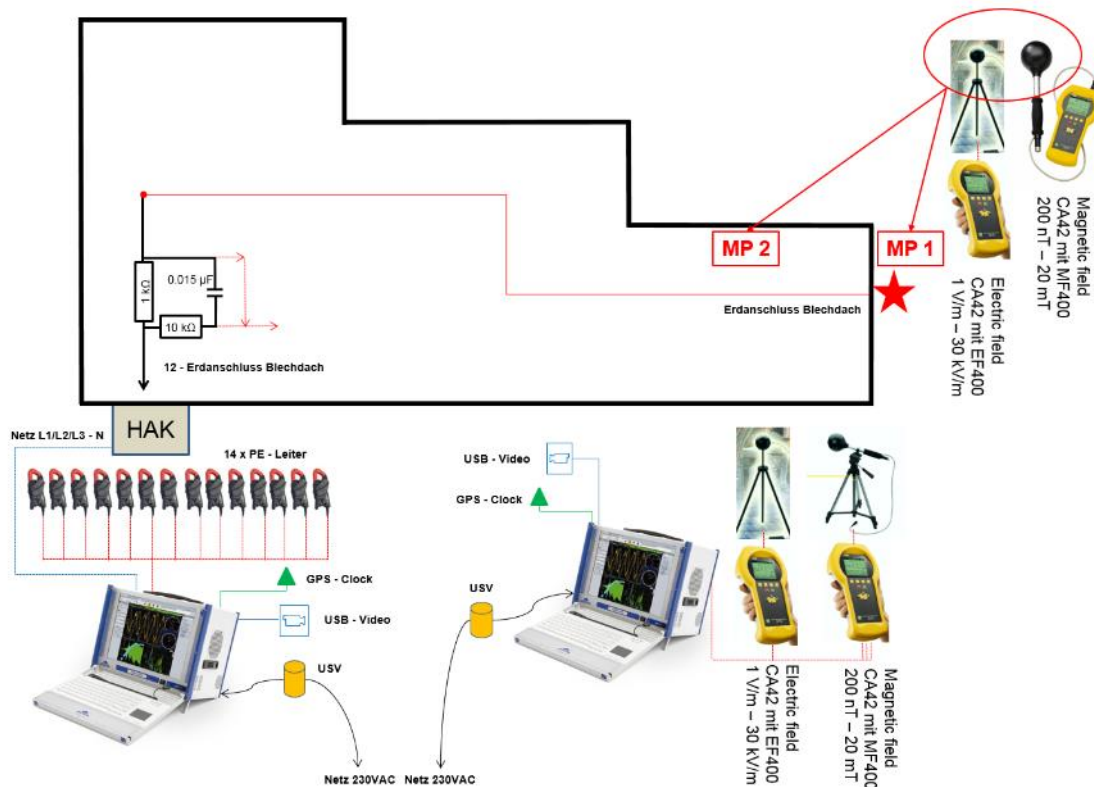 Magnetic field
CA42 mit MF400
200 nT – 20 mT
MP 2
MP 1
Electric field
CA42 mit EF400
1 V/m – 30 kV/m
0.015 µF
1 kΩ
10 kΩ
Erdanschluss Blechdach
12 - Erdanschluss Blechdach
HAK
Netz L1/L2/L3 - N
14 x PE - Leiter
USB - Video
GPS - Clock
GPS - Clock
USB - Video
USV
USV
Netz 230VAC
Netz 230VAC
Electric field
CA42 mit EF400
1 V/m – 30 kV/m
Magnetic field
CA42 mit MF400
200 nT – 20 mT